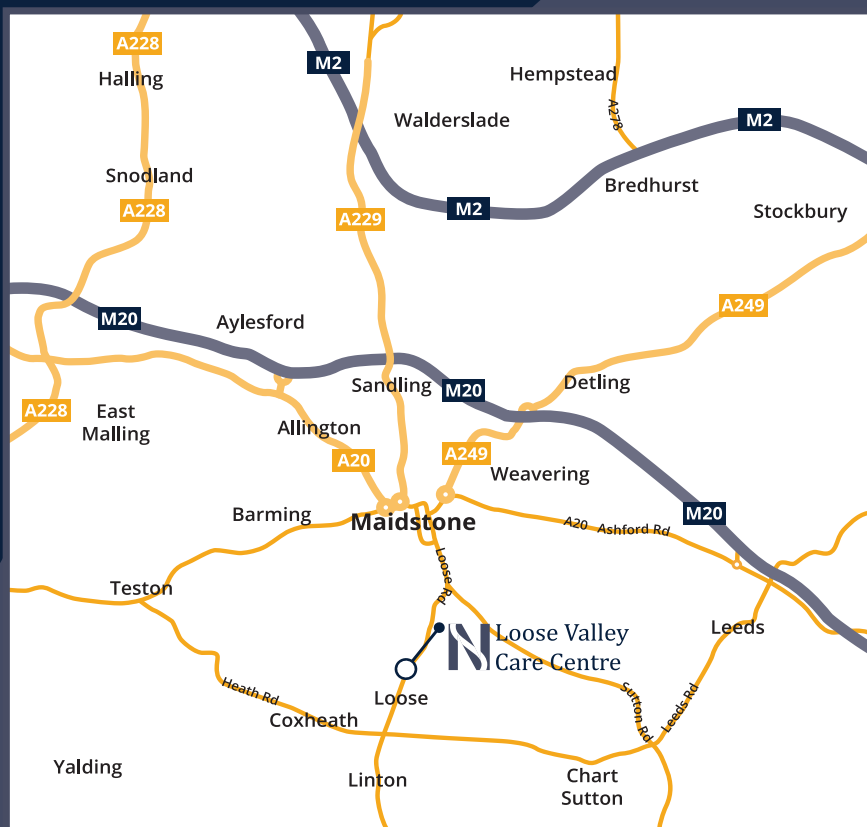 A228
M2
Hempstead
Halling
A278
Walderslade
M2
Snodland
Bredhurst
A228
A229
M2
Stockbury
A249
M20
Aylesford
Sandling
M20
Detling
A228
East
Malling
Allington
A20
A249
Weavering
M20
Barming
Maidstone
A20 Ashford Rd
Loose Rd
Teston
Leeds
Loose Valley
Care Centre
Heath Rd
Loose
Sutton Rd
Leeds Rd
Coxheath
Yalding
Linton
Chart
Sutton